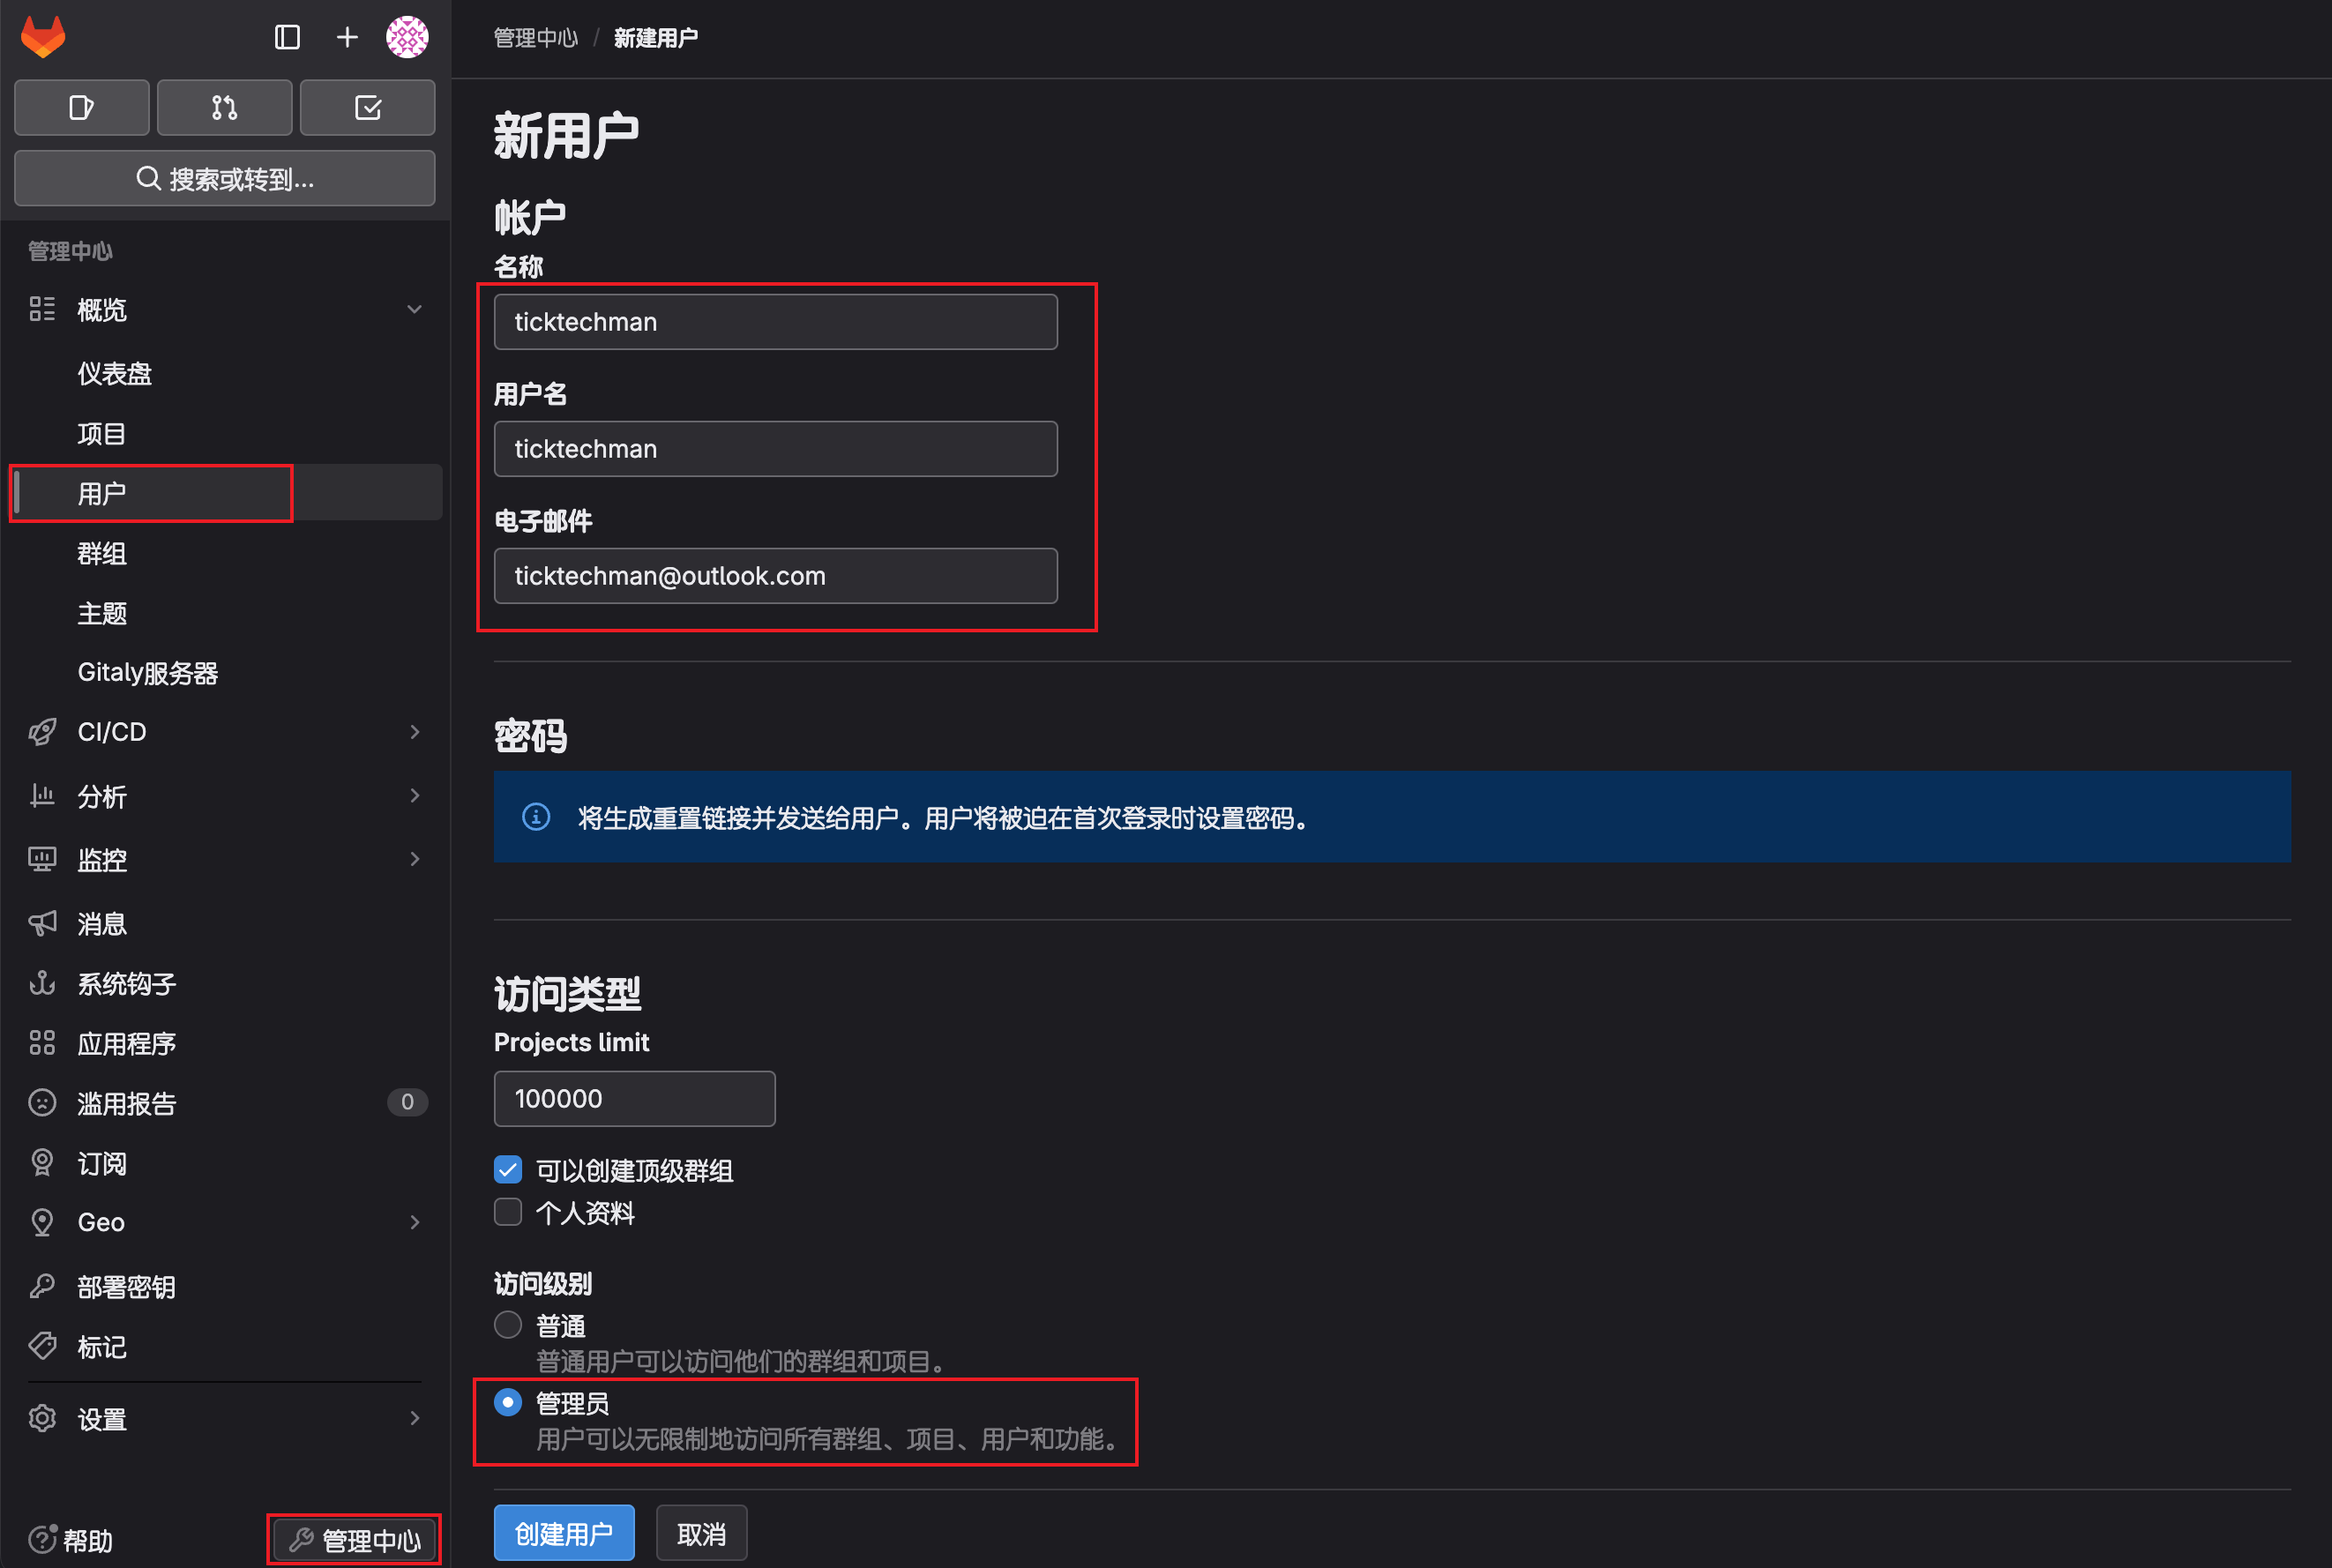 搜索或转到...
管理中心
概览
仪表盘
项目
用户
群组
主题
Gitaly服务器
CI/CD
分析
监控
消息
系统钩子
应用程序
滥用报告 0
订阅
Geo
部署密钥
标记
设置
帮助
管理中心
管理中心 / 新建用户
新用户
帐户
名称
ticktechman
用户名
ticktechman
电子邮件
ticktechman@outlook.com
密码
将生成重置链接并发送给用户。用户将被迫在首次登录时设置密码。
访问类型
Projects limit
100000
可以创建顶级群组
个人资料
访问级别
普通
普通用户可以访问他们的群组和项目。
管理员
用户可以无限制地访问所有群组、项目、用户和功能。
创建用户 取消